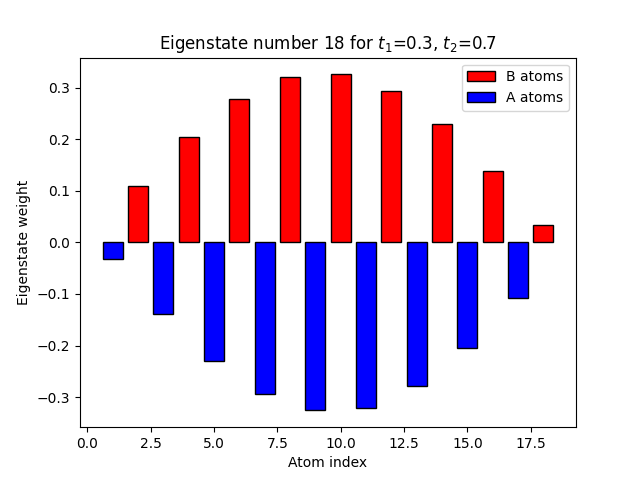 Eigenstate number 18 for $t_1$=0.3, $t_2$=0.7
B atoms
A atoms
Eigenstate weight
0.3
0.2
0.1
0.0
−0.1
−0.2
−0.3
0.0 2.5 5.0 7.5 10.0 12.5 15.0 17.5
Atom index